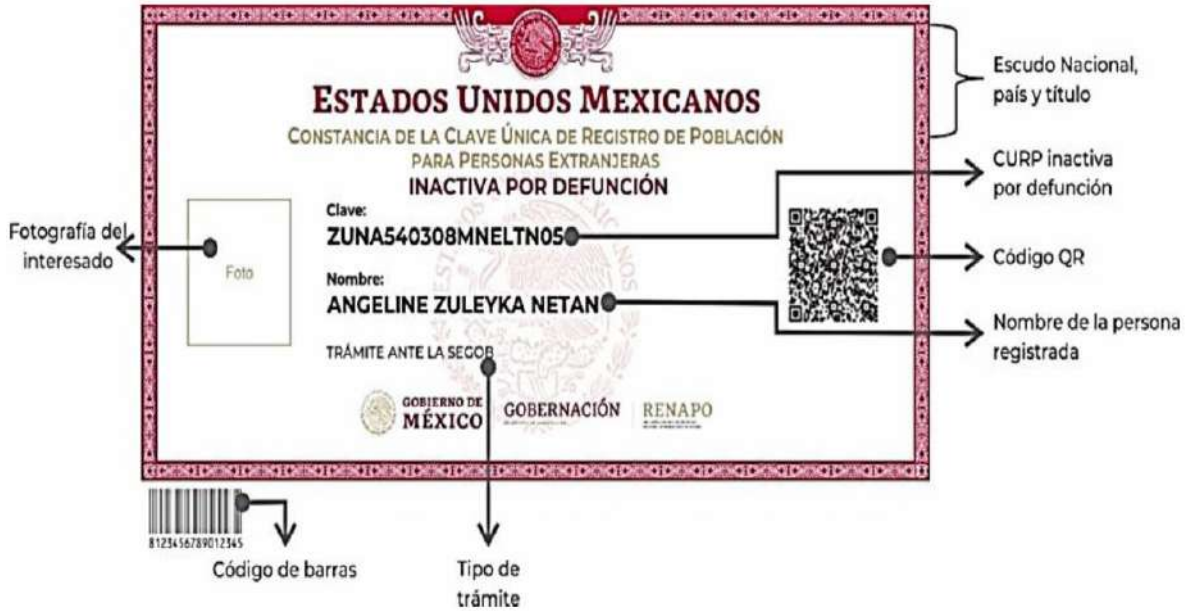 ESTADOS UNIDOS MEXICANOS
CONSTANCIA DE LA CLAVE ÚNICA DE REGISTRO DE POBLACIÓN
PARA PERSONAS EXTRANJERAS
INACTIVA POR DEFUNCIÓN
Escudo Nacional,
país y título
CURP inactiva
por defunción
Fotografía del
interesado
Foto
Clave:
ZUNA540308MNELTN05
Nombre:
ANGELINE ZULEYKA NETAN
Código QR
Nombre de la persona
registrada
TRÁMITE ANTE LA SEGOB
GOBIERNO DE
MÉXICO
GOBERNACIÓN
RENAPO
8123456789012345
Código de barras
Tipo de
trámite